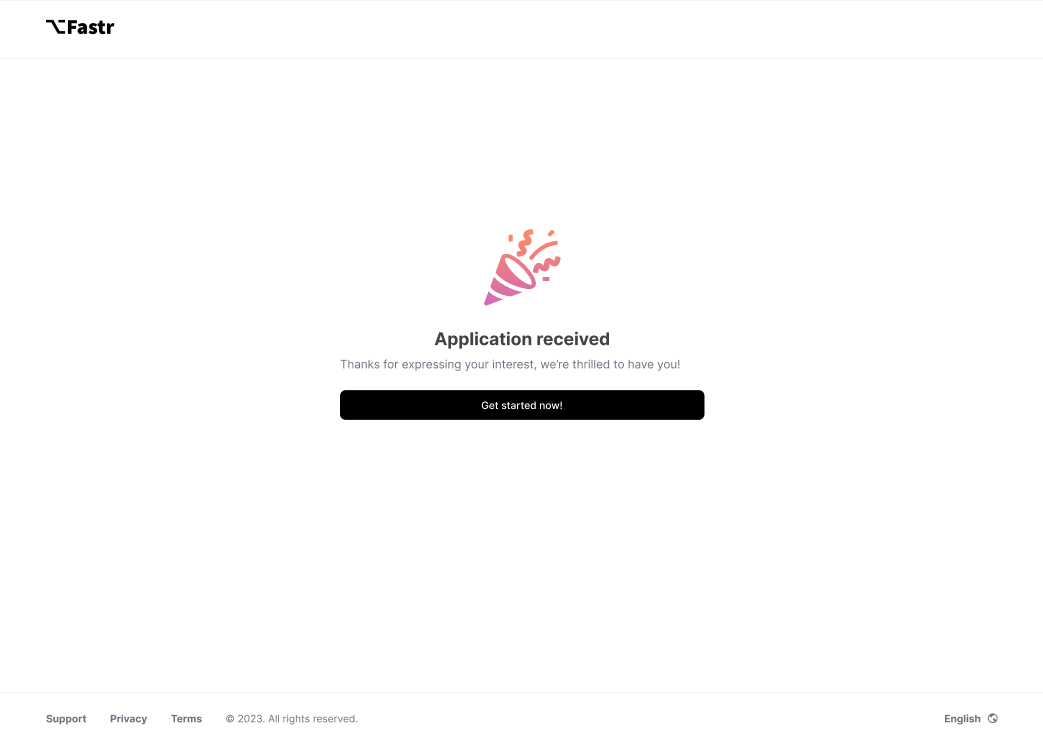 ⌥Fastr
Application received
Thanks for expressing your interest, we're thrilled to have you!
Get started now!
Support Privacy Terms © 2023. All rights reserved. English